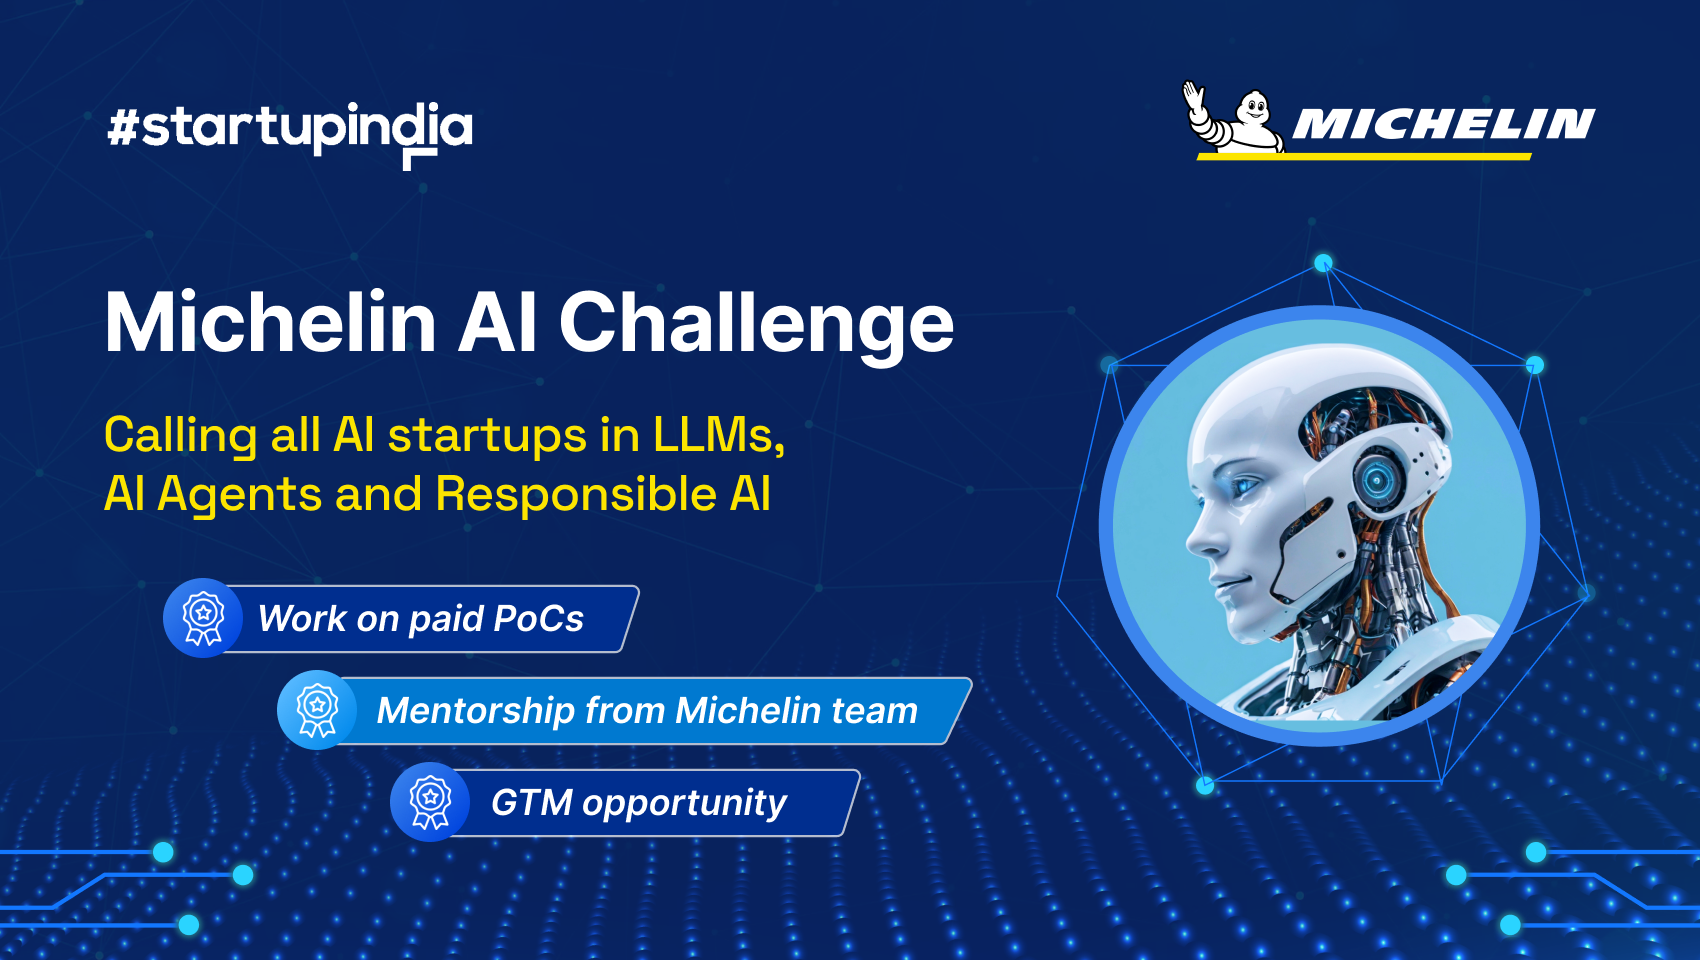 #startupindia
MICHELIN
Michelin AI Challenge
Calling all AI startups in LLMs,
AI Agents and Responsible AI
Work on paid PoCs
Mentorship from Michelin team
GTM opportunity